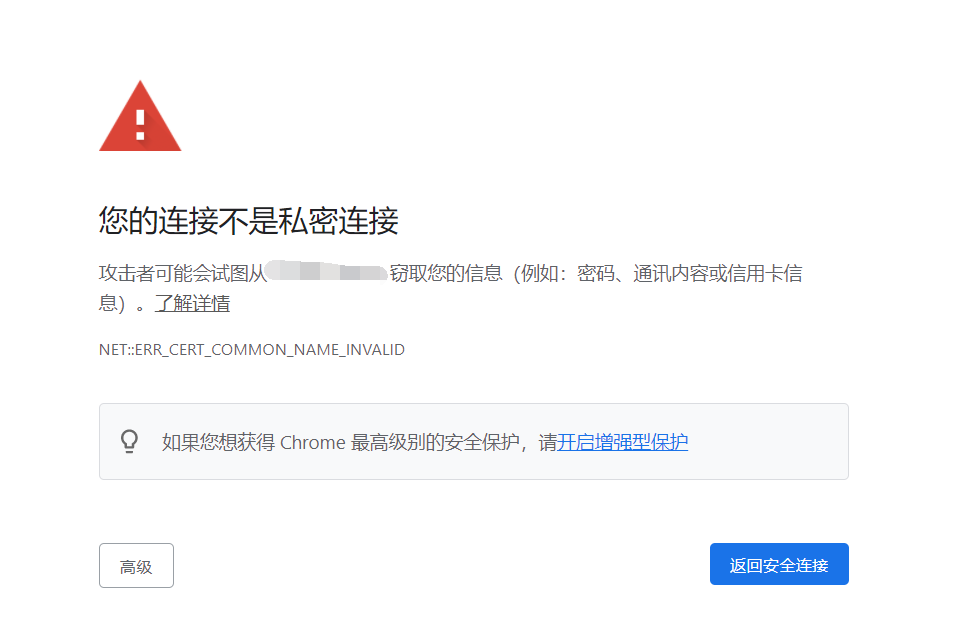 您的连接不是私密连接
攻击者可能会试图从 窃取您的信息（例如：密码、通讯内容或信用卡信
息）。了解详情
NET::ERR_CERT_COMMON_NAME_INVALID
如果您想获得 Chrome 最高级别的安全保护，请开启增强型保护
高级
返回安全连接